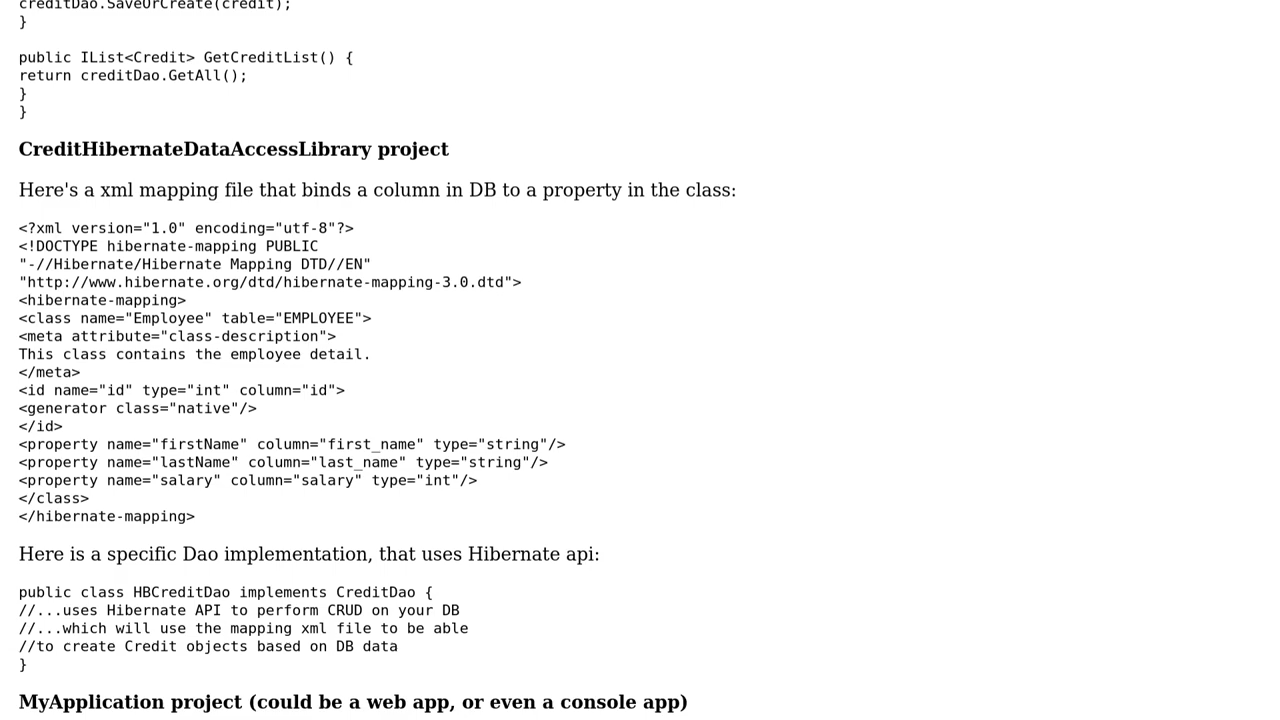 creditDao.SaveOrCreate(credit);
}
public IList<Credit> GetCreditList() {
return creditDao.GetAll();
}
}
CreditHibernateDataAccessLibrary project
Here's a xml mapping file that binds a column in DB to a property in the class:
<?xml version="1.0" encoding="utf-8"?>
<!DOCTYPE hibernate-mapping PUBLIC
"-//Hibernate/Hibernate Mapping DTD//EN"
"http://www.hibernate.org/dtd/hibernate-mapping-3.0.dtd">
<hibernate-mapping>
<class name="Employee" table="EMPLOYEE">
<meta attribute="class-description">
This class contains the employee detail.
</meta>
<id name="id" type="int" column="id">
<generator class="native"/>
</id>
<property name="firstName" column="first_name" type="string"/>
<property name="lastName" column="last_name" type="string"/>
<property name="salary" column="salary" type="int"/>
</class>
</hibernate-mapping>
Here is a specific Dao implementation, that uses Hibernate api:
public class HBCreditDao implements CreditDao {
//...uses Hibernate API to perform CRUD on your DB
//...which will use the mapping xml file to be able
//to create Credit objects based on DB data
}
MyApplication project (could be a web app, or even a console app)